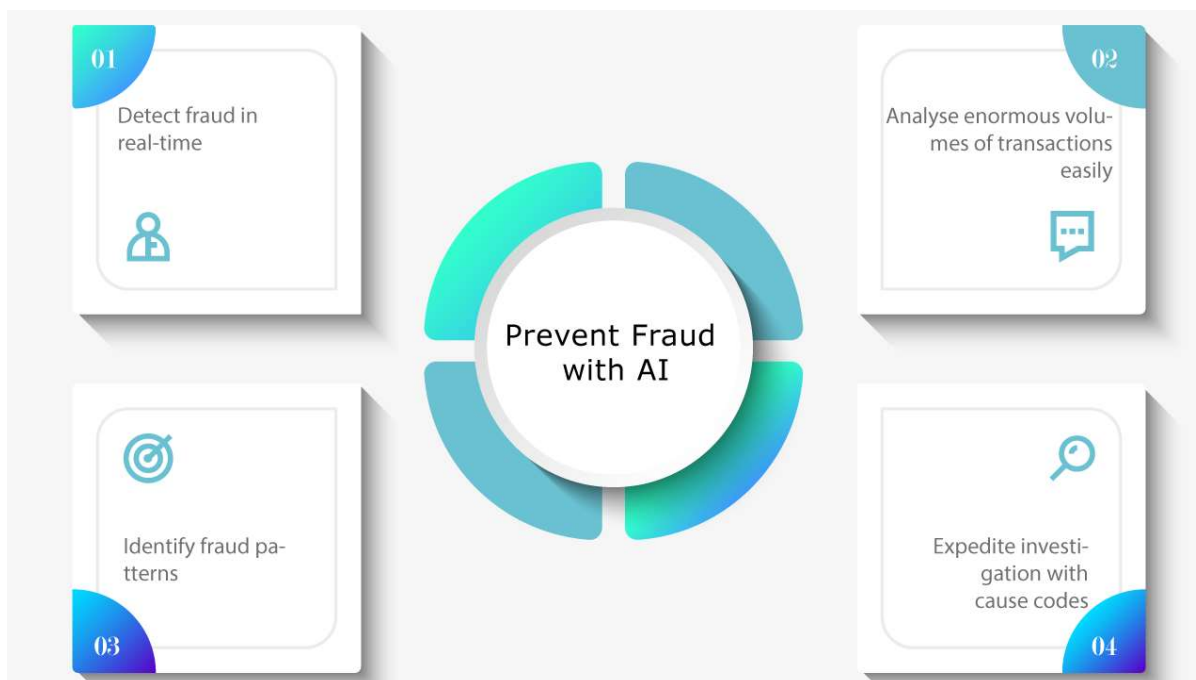 01
Detect fraud in
real-time
02
Analyse enormous volu-
mes of transactions
easily
Prevent Fraud
with AI
Identify fraud pa-
tterns
03
Expedite investi-
gation with
cause codes
04